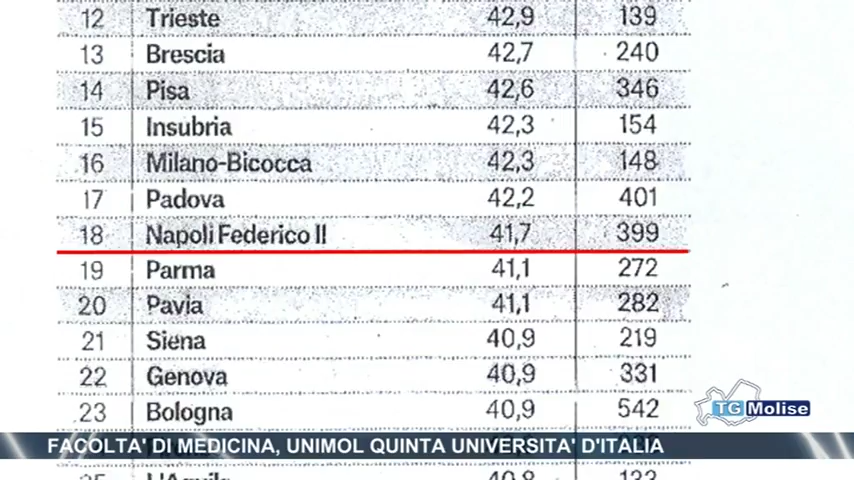 12 Trieste 42,9 139
13 Brescia 42,7 240
14 Pisa 42,6 346
15 Insubria 42,3 154
16 Milano-Bicocca 42,3 148
17 Padova 42,2 401
18 Napoli Federico II 41,7 399
19 Parma 41,1 272
20 Pavia 41,1 282
21 Siena 40,9 219
22 Genova 40,9 331
23 Bologna 40,9 542
TG Molise
FACOLTA' DI MEDICINA, UNIMOL QUINTA UNIVERSITA' D'ITALIA